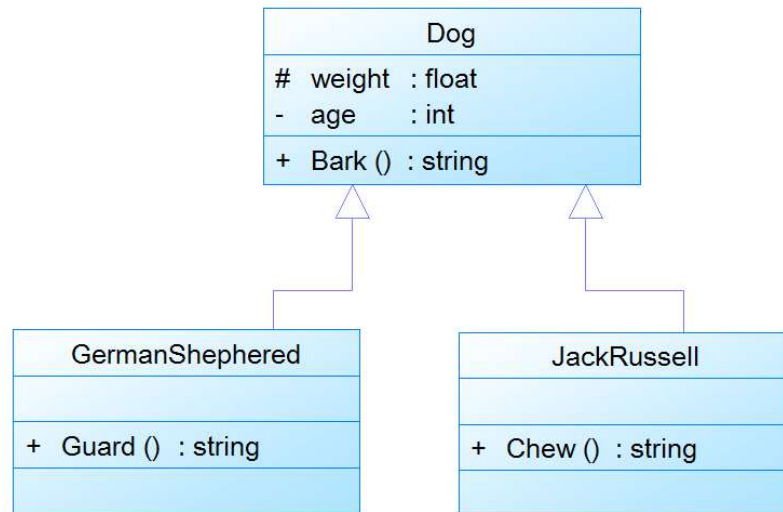 Dog
# weight : float
- age : int
+ Bark () : string
GermanShephered
+ Guard () : string
JackRussell
+ Chew () : string